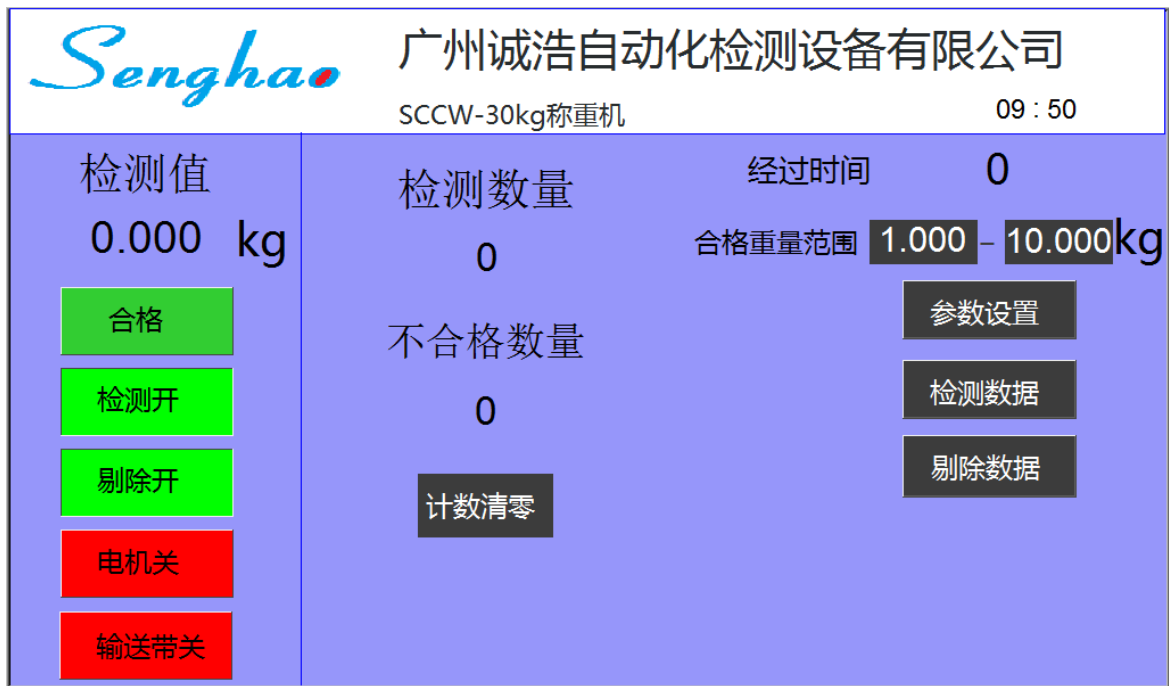 Senghao
广州诚浩自动化检测设备有限公司
SCCW-30kg称重机
09 : 50
检测值
0.000 kg
合格
检测开
剔除开
电机关
输送带关
检测数量
0
不合格数量
0
计数清零
经过时间 0
合格重量范围 1.000 – 10.000kg
参数设置
检测数据
剔除数据